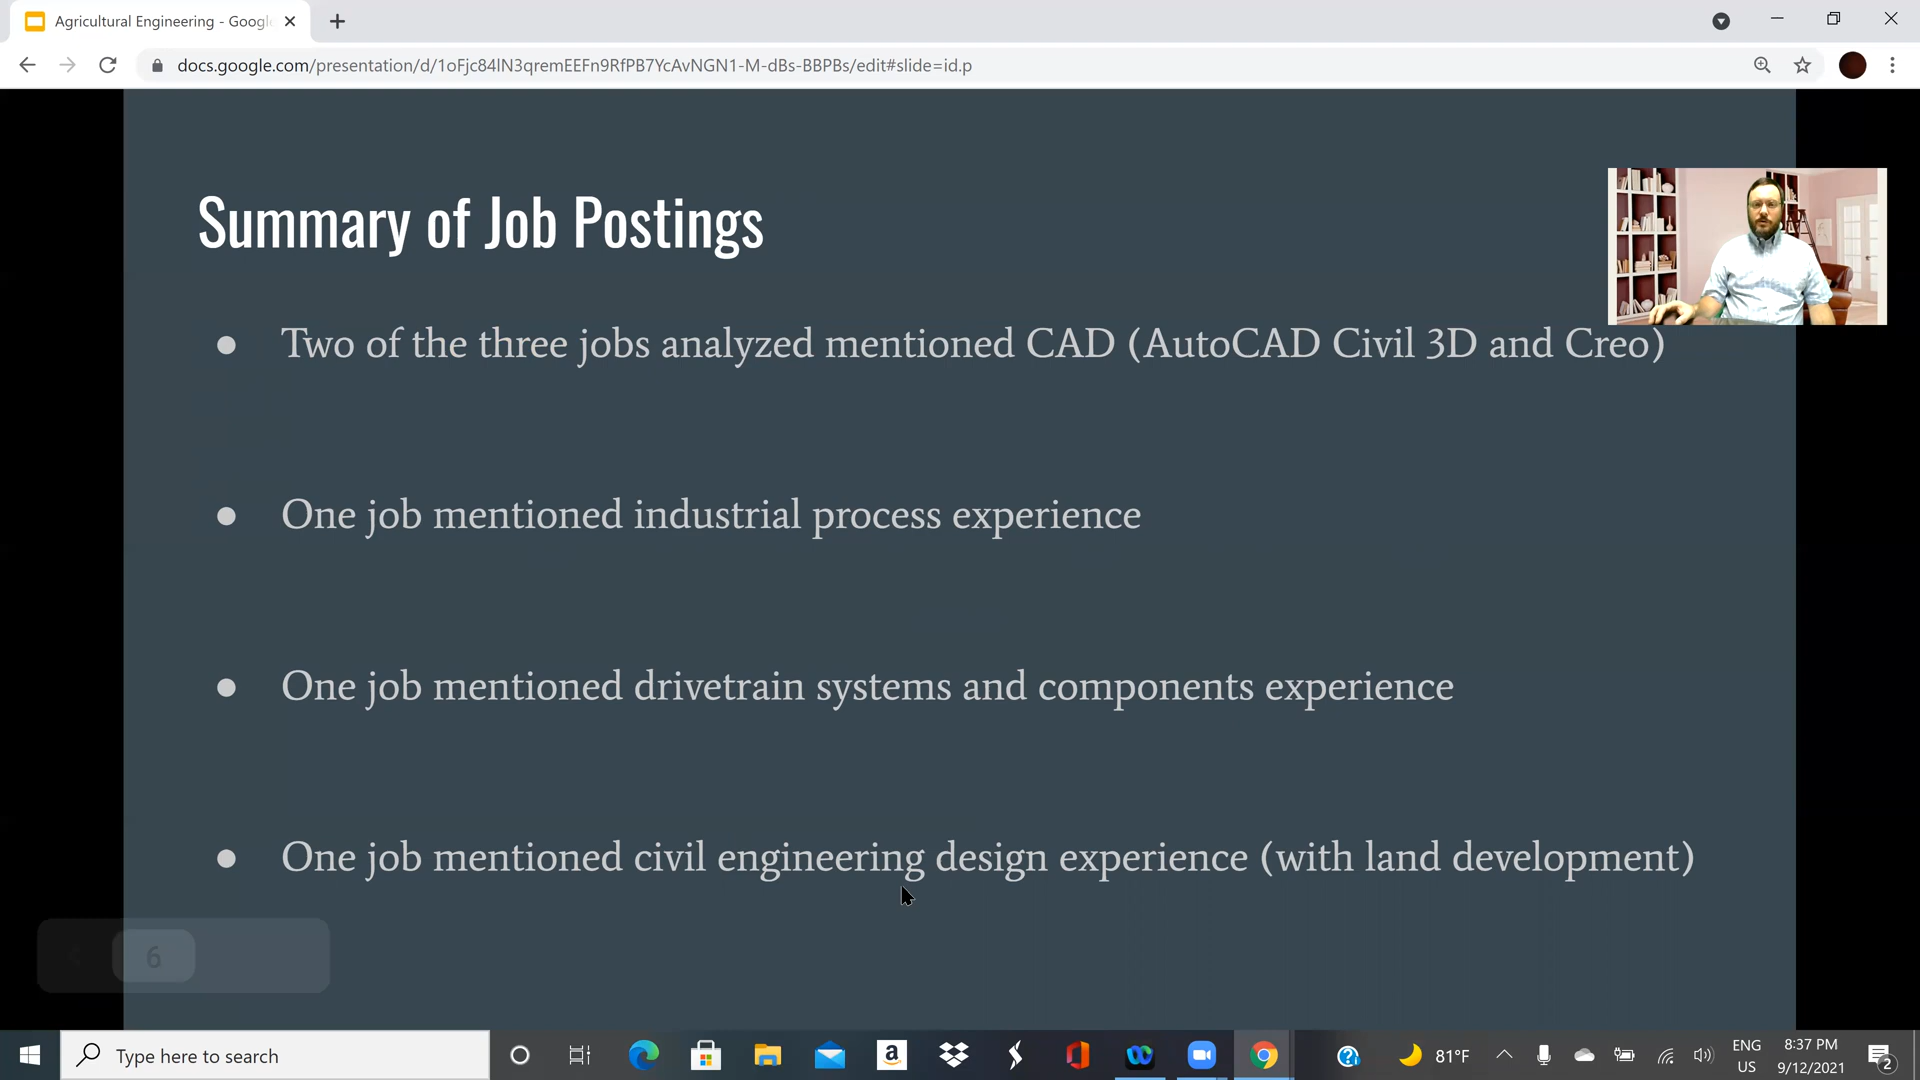 Agricultural Engineering - Google
docs.google.com/presentation/d/1oFjc84lN3qremEEFn9RfPB7YcAvNGN1-M-dBs-BBPBs/edit#slide=id.p
Summary of Job Postings
● Two of the three jobs analyzed mentioned CAD (AutoCAD Civil 3D and Creo)
● One job mentioned industrial process experience
● One job mentioned drivetrain systems and components experience
● One job mentioned civil engineering design experience (with land development)
6
Type here to search
81°F
ENG
US
8:37 PM
9/12/2021
2